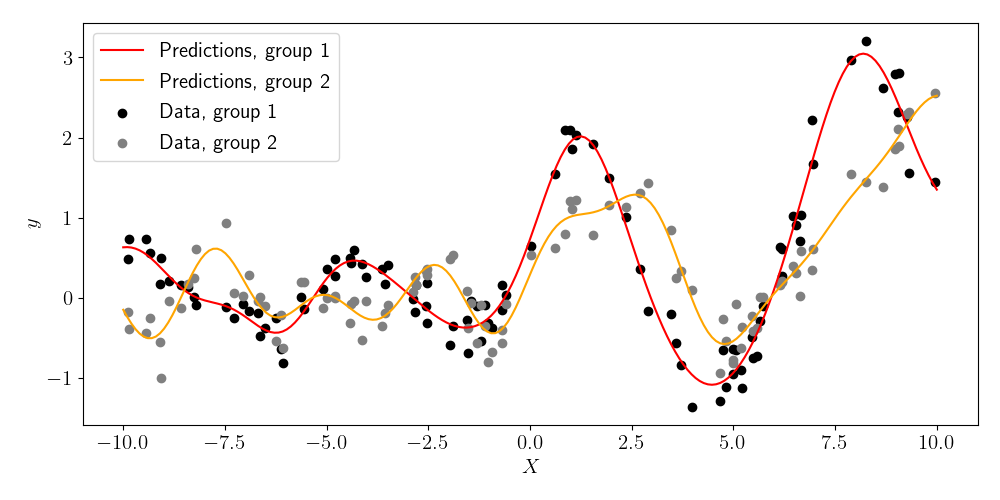 Predictions, group 1
Predictions, group 2
Data, group 1
Data, group 2
3
2
1
0
−1
y
−10.0 −7.5 −5.0 −2.5 0.0 2.5 5.0 7.5 10.0
X